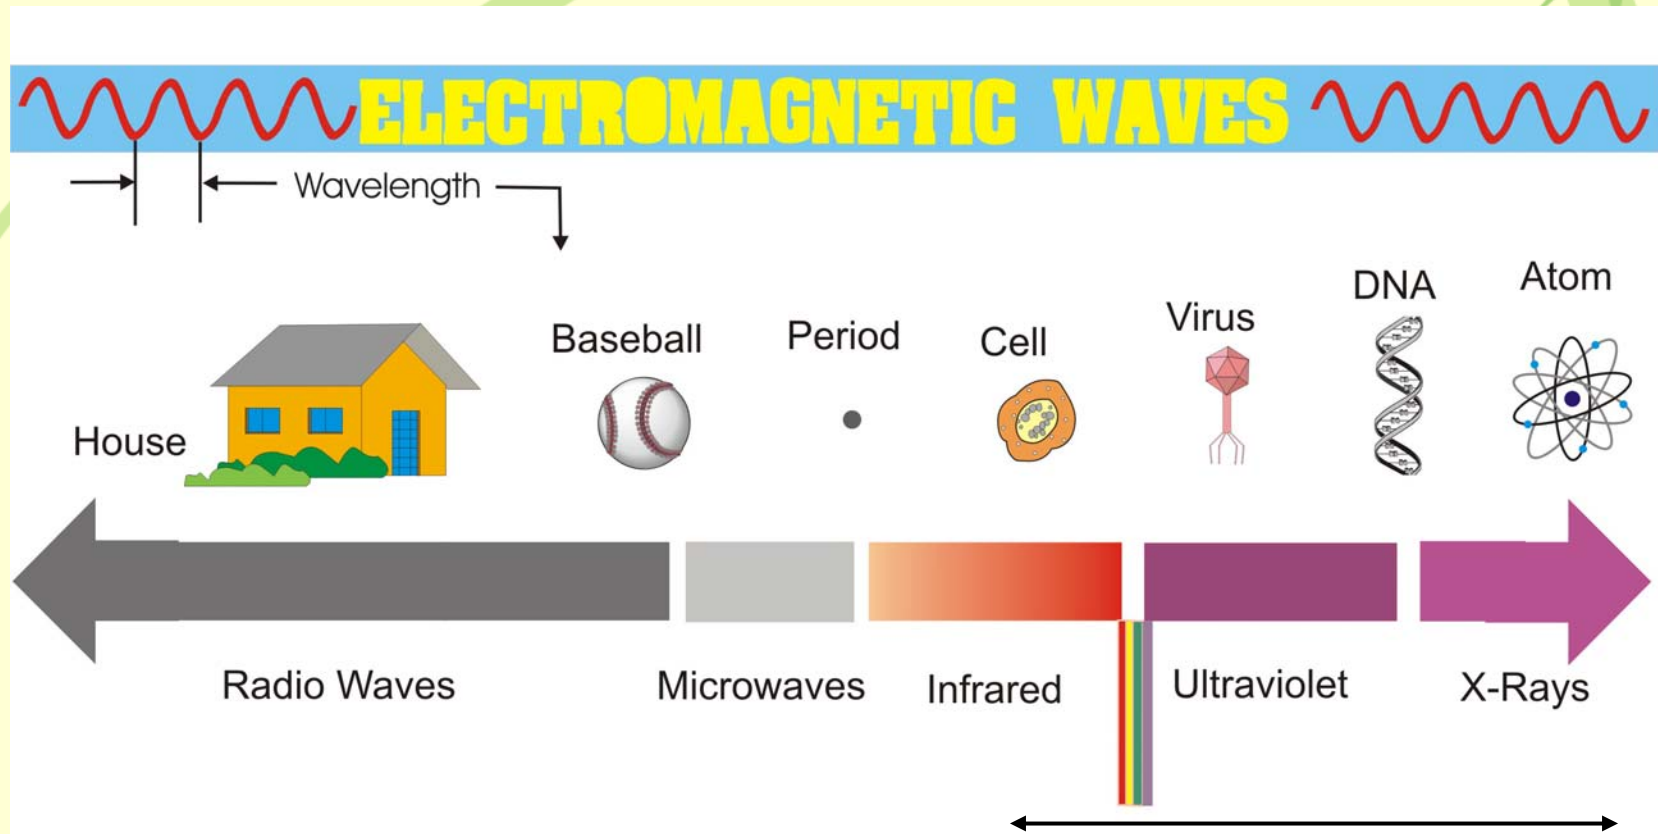 ELECTROMAGNETIC WAVES
Wavelength
House
Baseball
Period
Cell
Virus
DNA
Atom
Radio Waves
Microwaves
Infrared
Ultraviolet
X-Rays